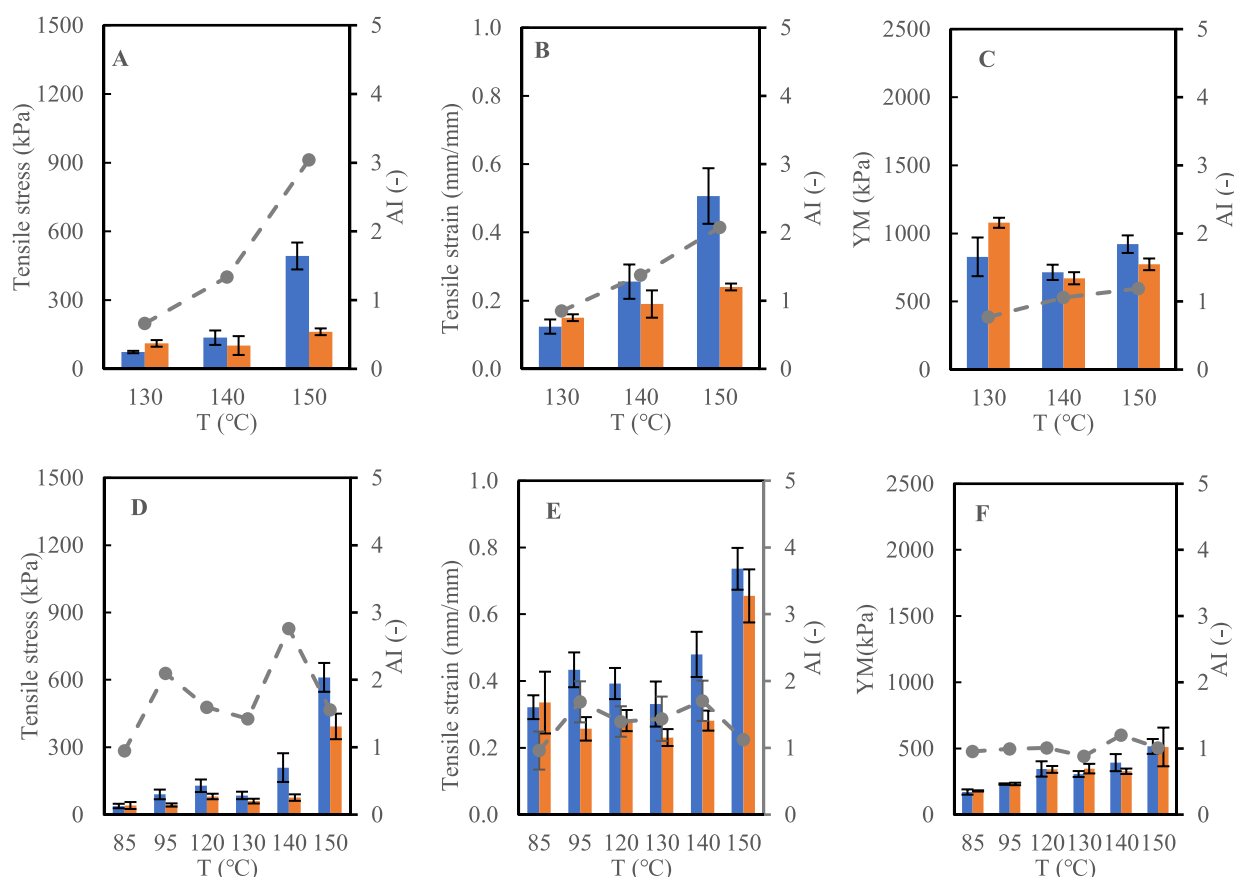 A
Tensile stress (kPa)
1500
1200
900
600
300
0
5
4
3
2
1
0
AI (-)
130 140 150
T (°C)
B
Tensile strain (mm/mm)
1.0
0.8
0.6
0.4
0.2
0.0
5
4
3
2
1
0
AI (-)
130 140 150
T (°C)
C
YM (kPa)
2500
2000
1500
1000
500
0
5
4
3
2
1
0
AI (-)
130 140 150
T (°C)
D
Tensile stress (kPa)
1500
1200
900
600
300
0
5
4
3
2
1
0
AI (-)
85 95 120 130 140 150
T (°C)
E
Tensile strain (mm/mm)
1.0
0.8
0.6
0.4
0.2
0.0
5
4
3
2
1
0
AI (-)
85 95 120 130 140 150
T (°C)
F
YM(kPa)
2500
2000
1500
1000
500
0
5
4
3
2
1
0
AI (-)
85 95 120 130 140 150
T (°C)